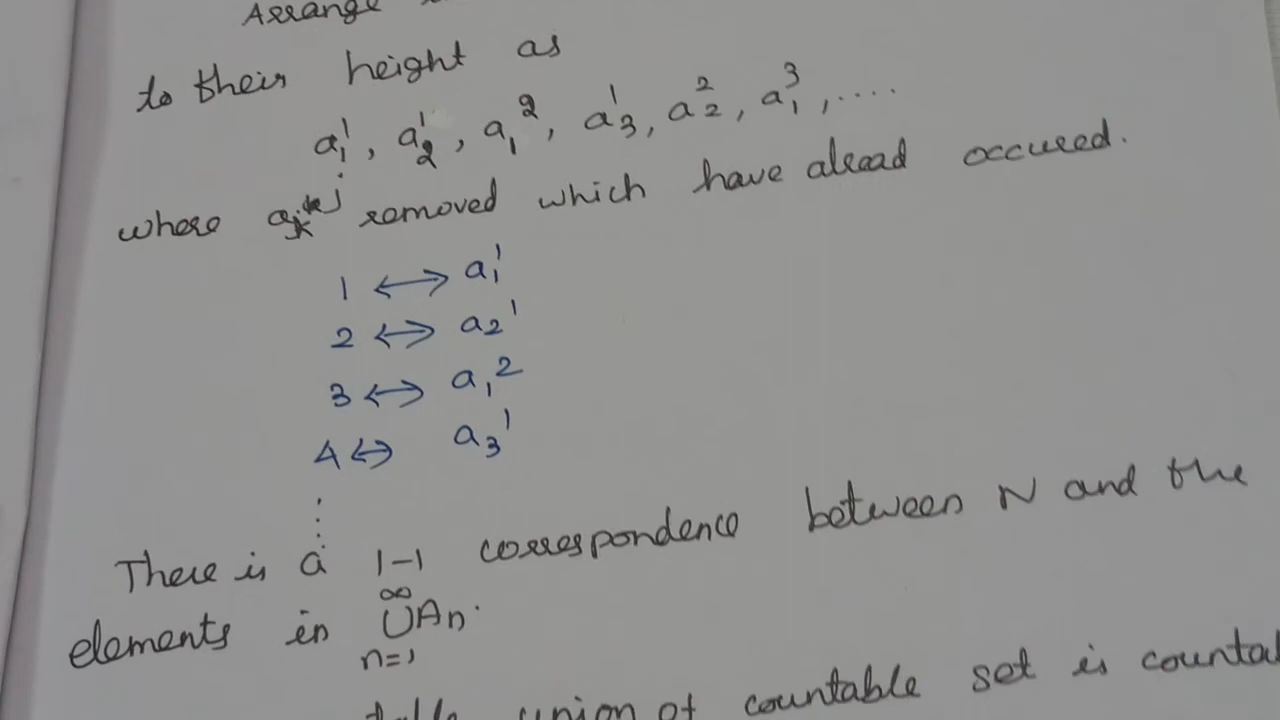 Arrange
to their height as
a₁¹, a₂¹, a₁², a₃¹, a₂², a₁³, ....
where removed which have alread occured.
1 ↔ a₁¹
2 ↔ a₂¹
3 ↔ a₁²
4 ↔ a₃¹
⋮
There is a 1-1 correspondence between N and the
∞
elements in ∪An.
n=1
union of countable set is counta